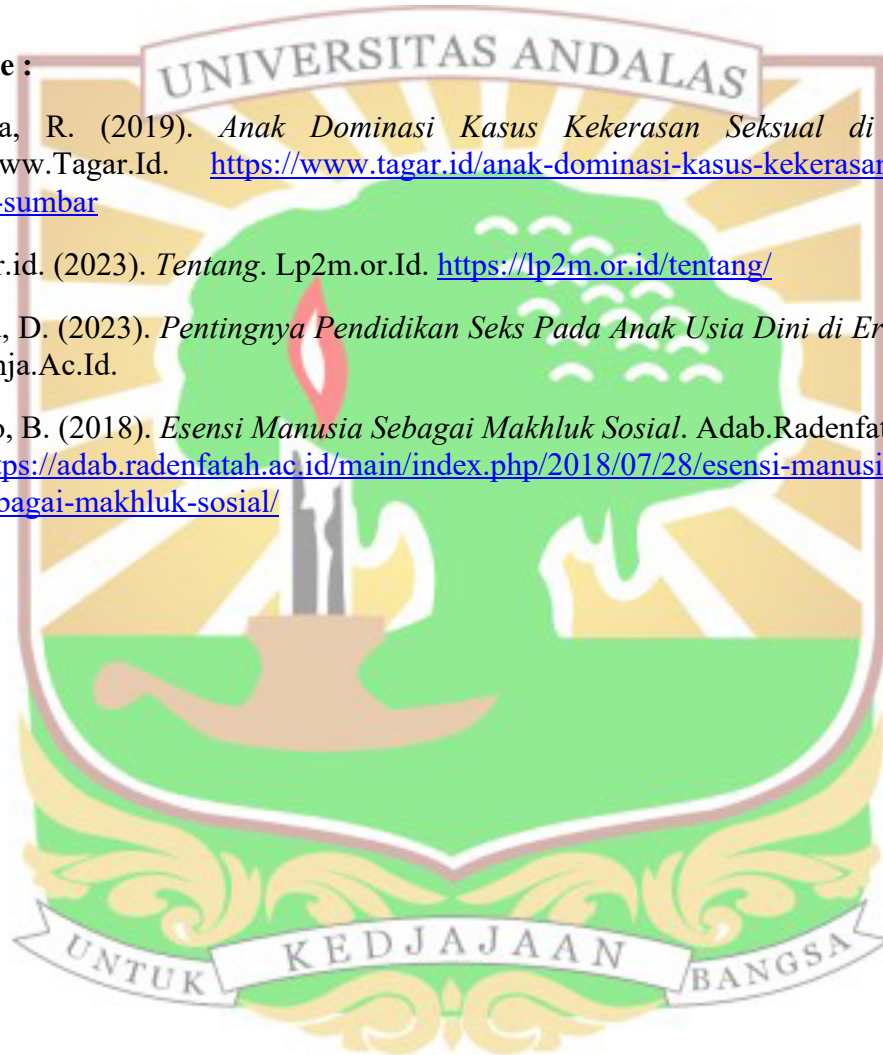 UNIVERSITAS ANDALAS
e :
a, R. (2019). Anak Dominasi Kasus Kekerasan Seksual di
ww.Tagar.Id. https://www.tagar.id/anak-dominasi-kasus-kekerasan
-sumbar
r.id. (2023). Tentang. Lp2m.or.Id. https://lp2m.or.id/tentang/
, D. (2023). Pentingnya Pendidikan Seks Pada Anak Usia Dini di Er
nja.Ac.Id.
o, B. (2018). Esensi Manusia Sebagai Makhluk Sosial. Adab.Radenfat
tps://adab.radenfatah.ac.id/main/index.php/2018/07/28/esensi-manusi
bagai-makhluk-sosial/
UNTUK KEDJAJAAN BANGSA